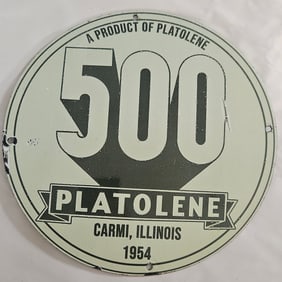 A PRODUCT OF PLATOLENE
500
PLATOLENE
CARMI, ILLINOIS
1954